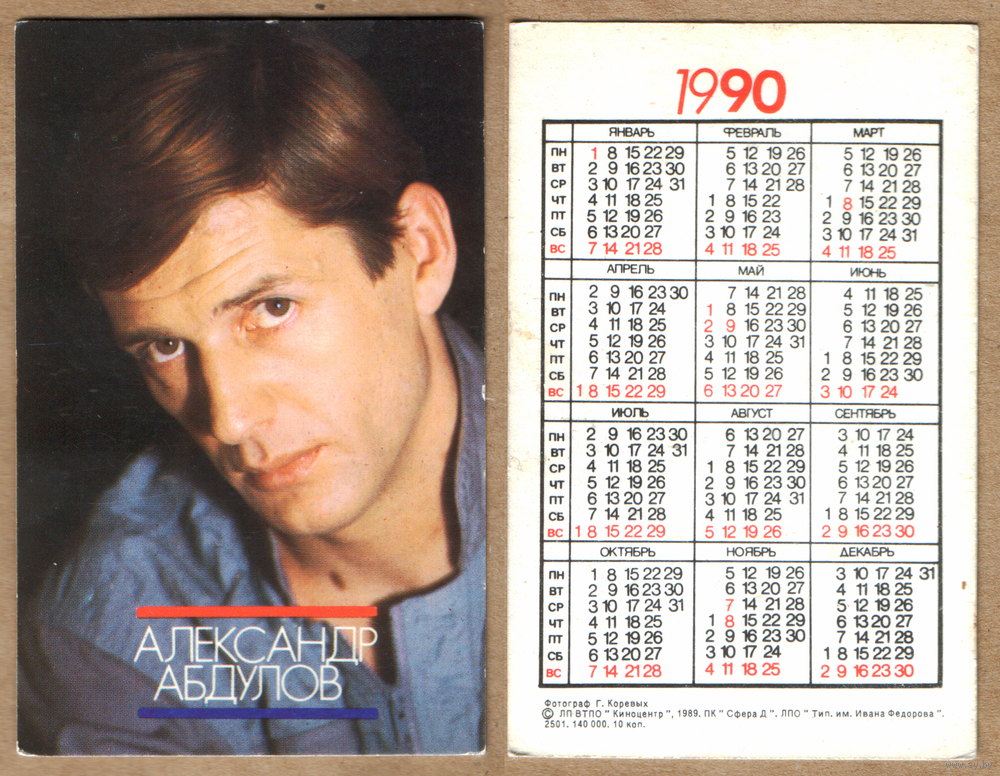 АЛЕКСАНДР
АБДУЛОВ
1990
ЯНВАРЬ ФЕВРАЛЬ МАРТ
ПН 1 8 15 22 29 5 12 19 26 5 12 19 26
ВТ 2 9 16 23 30 6 13 20 27 6 13 20 27
СР 3 10 17 24 31 7 14 21 28 7 14 21 28
ЧТ 4 11 18 25 1 8 15 22 1 8 15 22 29
ПТ 5 12 19 26 2 9 16 23 2 9 16 23 30
СБ 6 13 20 27 3 10 17 24 3 10 17 24 31
ВС 7 14 21 28 4 11 18 25 4 11 18 25
АПРЕЛЬ МАЙ ИЮНЬ
ПН 2 9 16 23 30 7 14 21 28 4 11 18 25
ВТ 3 10 17 24 1 8 15 22 29 5 12 19 26
СР 4 11 18 25 2 9 16 23 30 6 13 20 27
ЧТ 5 12 19 26 3 10 17 24 31 7 14 21 28
ПТ 6 13 20 27 4 11 18 25 1 8 15 22 29
СБ 7 14 21 28 5 12 19 26 2 9 16 23 30
ВС 1 8 15 22 29 6 13 20 27 3 10 17 24
ИЮЛЬ АВГУСТ СЕНТЯБРЬ
ПН 2 9 16 23 30 6 13 20 27 3 10 17 24
ВТ 3 10 17 24 31 7 14 21 28 4 11 18 25
СР 4 11 18 25 1 8 15 22 29 5 12 19 26
ЧТ 5 12 19 26 2 9 16 23 30 6 13 20 27
ПТ 6 13 20 27 3 10 17 24 31 7 14 21 28
СБ 7 14 21 28 4 11 18 25 1 8 15 22 29
ВС 1 8 15 22 29 5 12 19 26 2 9 16 23 30
ОКТЯБРЬ НОЯБРЬ ДЕКАБРЬ
ПН 1 8 15 22 29 5 12 19 26 3 10 17 24 31
ВТ 2 9 16 23 30 6 13 20 27 4 11 18 25
СР 3 10 17 24 31 7 14 21 28 5 12 19 26
ЧТ 4 11 18 25 1 8 15 22 29 6 13 20 27
ПТ 5 12 19 26 2 9 16 23 30 7 14 21 28
СБ 6 13 20 27 3 10 17 24 1 8 15 22 29
ВС 7 14 21 28 4 11 18 25 2 9 16 23 30
Фотограф Г. Коревых
© ЛП ВТПО " Киноцентр ", 1989. ПК " Сфера Д ". ЛПО " Тип. им. Ивана Федорова ".
2501. 140 000. 10 коп.